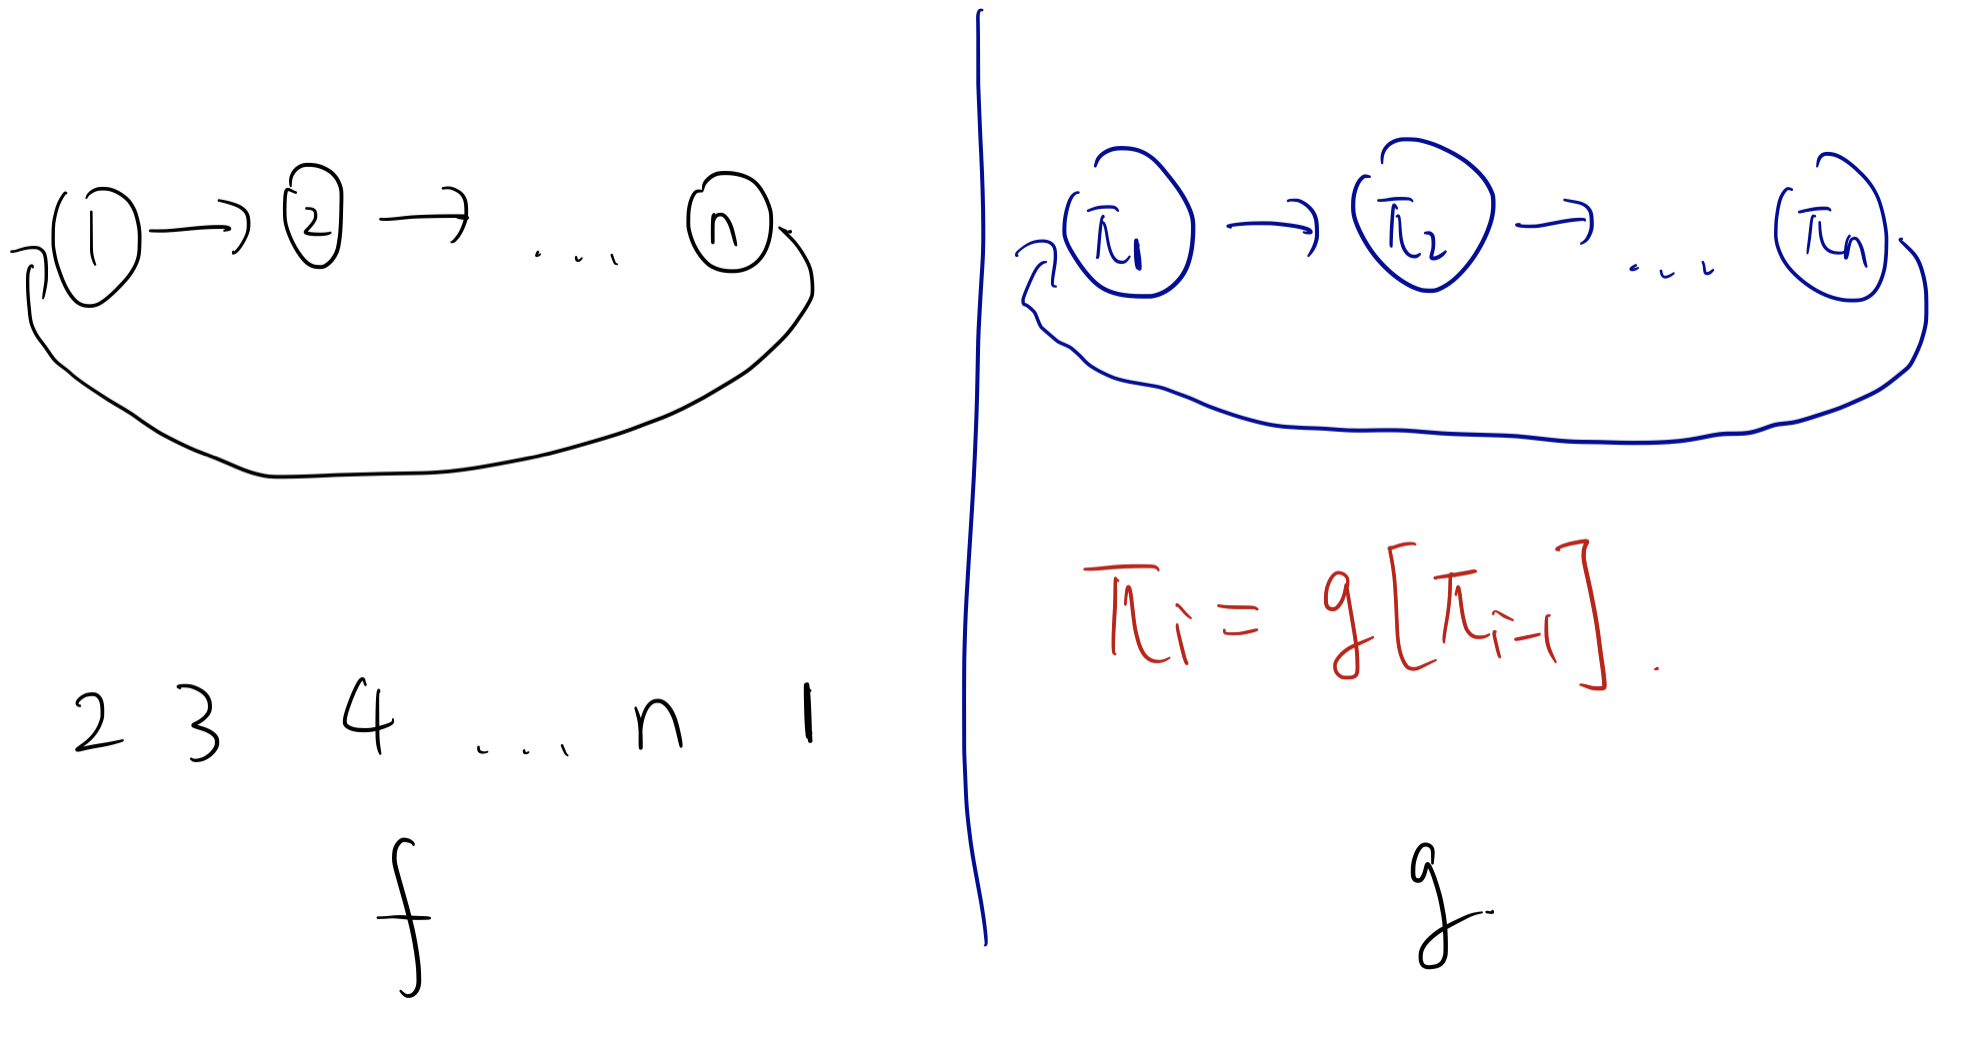 1 → 2 → ... n
2 3 4 ... n 1
f
π₁ → π₂ → ... πₙ
πᵢ = g[πᵢ₋₁].
g